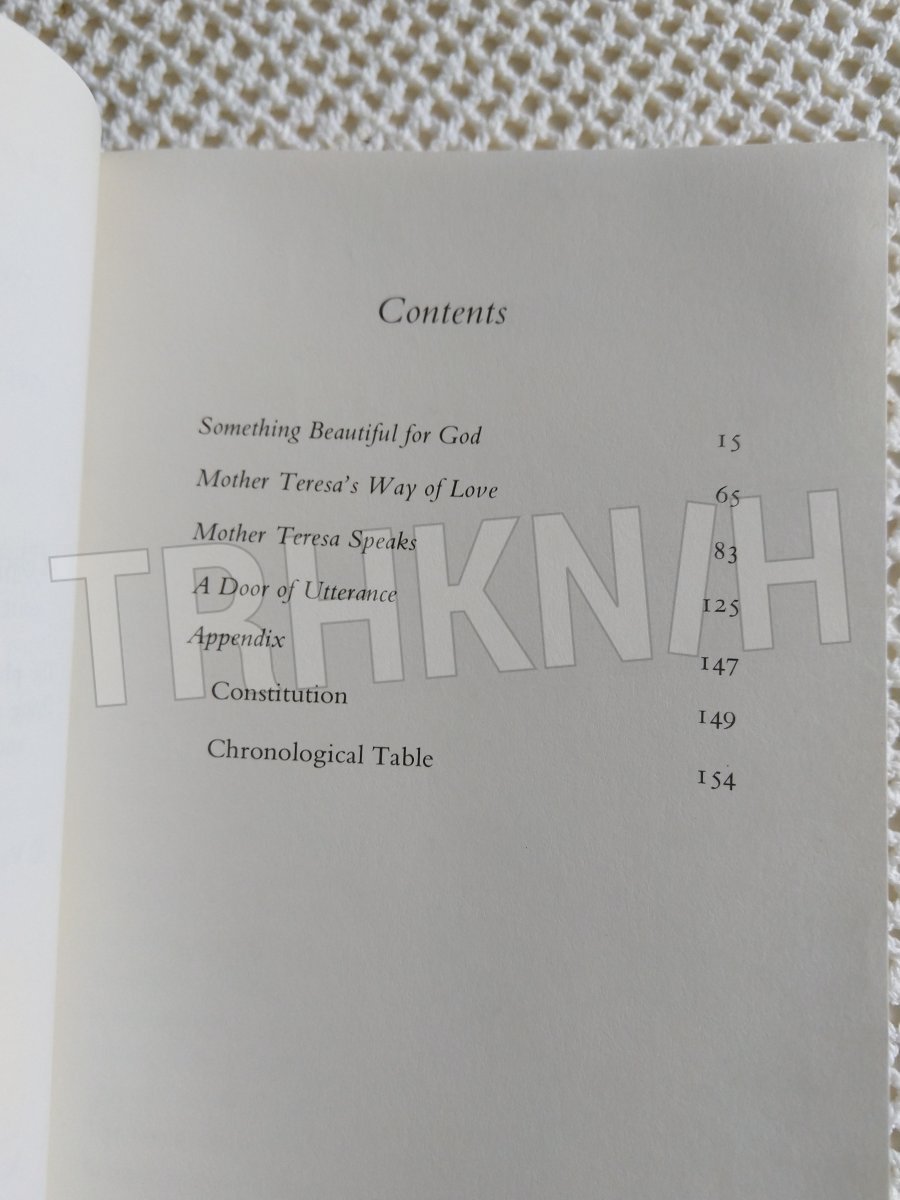 Contents
Something Beautiful for God 15
Mother Teresa's Way of Love 65
Mother Teresa Speaks 83
A Door of Utterance 125
Appendix 147
Constitution 149
Chronological Table 154
TRHKN/H